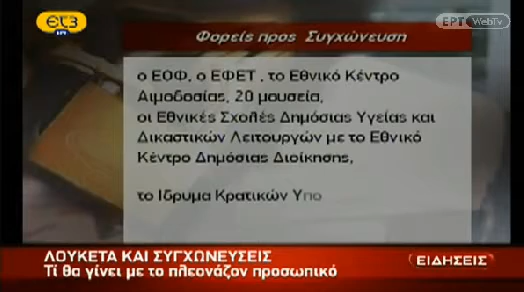 ετ3
ΕΡΤ
ΕΡΤ WebTv
Φορείς προς Συγχώνευση
ο ΕΟΦ, ο ΕΦΕΤ , το Εθνικό Κέντρο
Αιμοδοσίας, 20 μουσεία,
οι Εθνικές Σχολές Δημόσιας Υγείας και
Δικαστικών Λειτουργών με το Εθνικό
Κέντρο Δημόσιας Διοίκησης,
το Ιδρυμα Κρατικών Υπο
ΛΟΥΚΕΤΑ ΚΑΙ ΣΥΓΧΩΝΕΥΣΕΙΣ
Τί θα γίνει με το πλεονάζον προσωπικό
ΕΙΔΗΣΕΙΣ